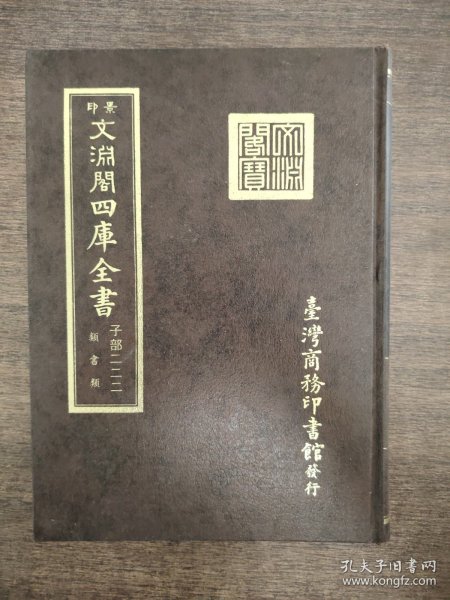 景印
文淵閣四庫全書
子部二二二
類書類
文淵閣寶
臺灣商務印書館發行
孔夫子旧书网
www.kongfz.com